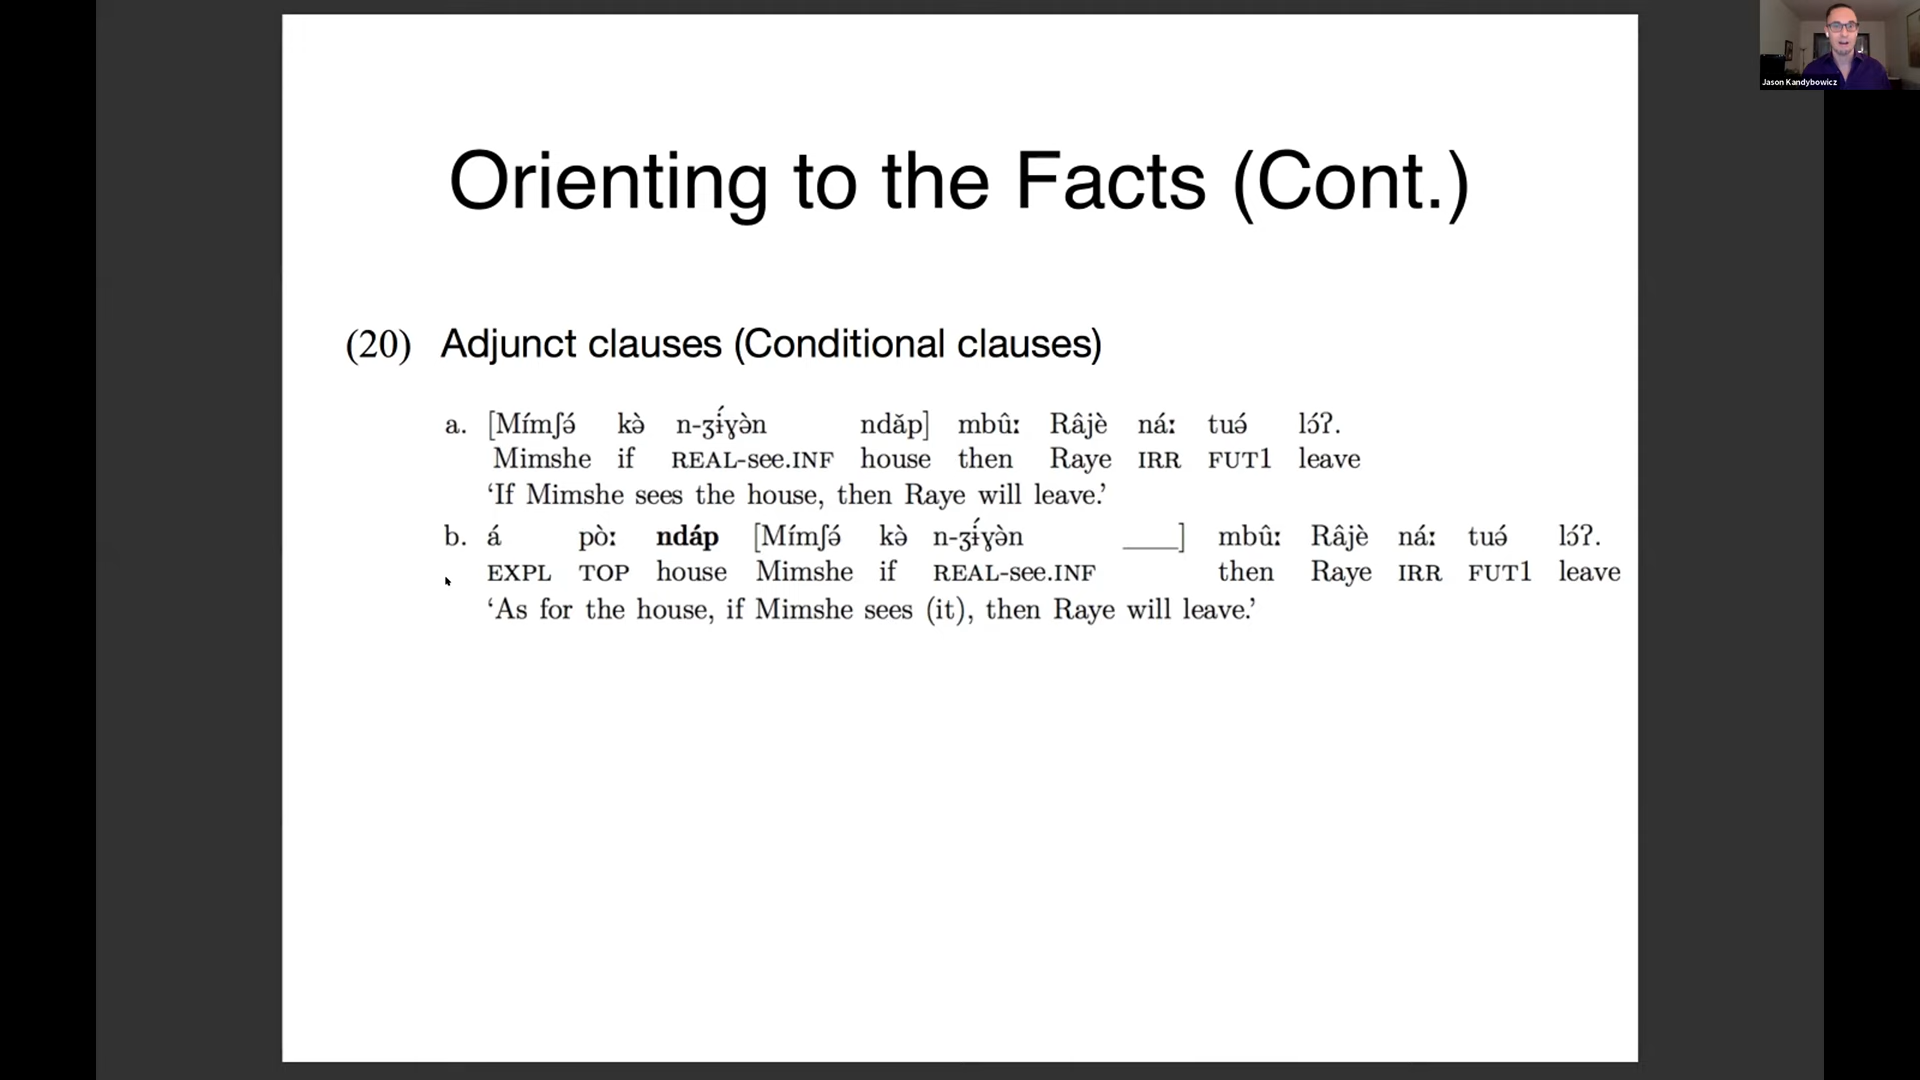 Jason Kandybowicz
Orienting to the Facts (Cont.)
(20) Adjunct clauses (Conditional clauses)
a. [Mímʃə́ kə̀ n-ʒɨ́ɣə̀n ndǎp] mbûː Râjè náː tuə́ lɔ́ʔ.
Mimshe if REAL-see.INF house then Raye IRR FUT1 leave
‘If Mimshe sees the house, then Raye will leave.’
b. á pòː ndáp [Mímʃə́ kə̀ n-ʒɨ́ɣə̀n ____] mbûː Râjè náː tuə́ lɔ́ʔ.
EXPL TOP house Mimshe if REAL-see.INF then Raye IRR FUT1 leave
‘As for the house, if Mimshe sees (it), then Raye will leave.’